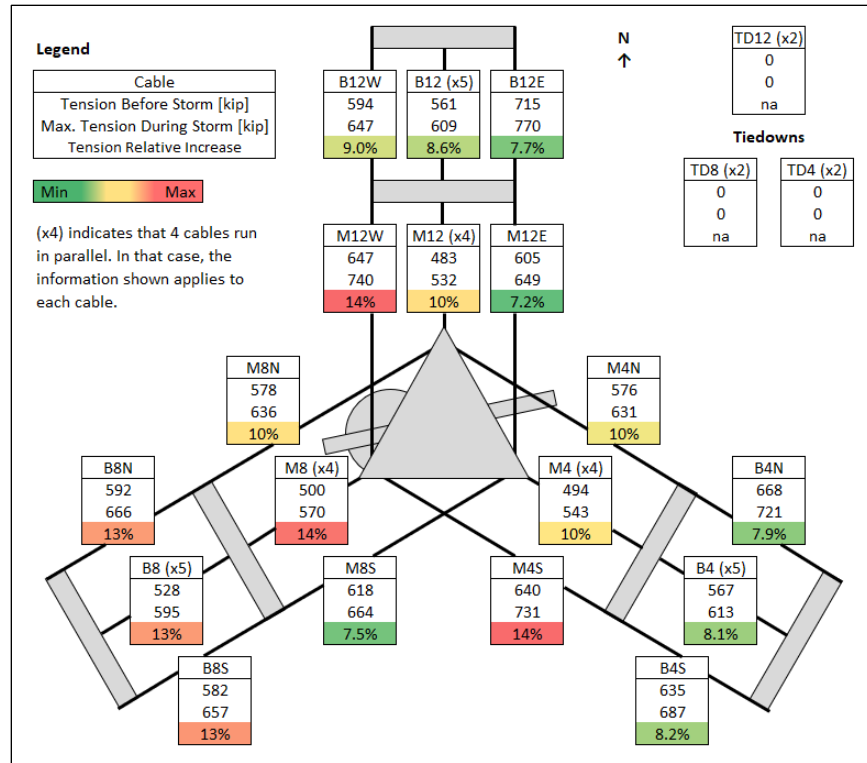 Legend
Cable
Tension Before Storm [kip]
Max. Tension During Storm [kip]
Tension Relative Increase
Min Max
(x4) indicates that 4 cables run
in parallel. In that case, the
information shown applies to
each cable.
N
↑
TD12 (x2)
0
0
na
Tiedowns
TD8 (x2)
0
0
na
TD4 (x2)
0
0
na
B12W
594
647
9.0%
B12 (x5)
561
609
8.6%
B12E
715
770
7.7%
M12W
647
740
14%
M12 (x4)
483
532
10%
M12E
605
649
7.2%
M8N
578
636
10%
M4N
576
631
10%
B8N
592
666
13%
M8 (x4)
500
570
14%
M4 (x4)
494
543
10%
B4N
668
721
7.9%
B8 (x5)
528
595
13%
M8S
618
664
7.5%
M4S
640
731
14%
B4 (x5)
567
613
8.1%
B8S
582
657
13%
B4S
635
687
8.2%